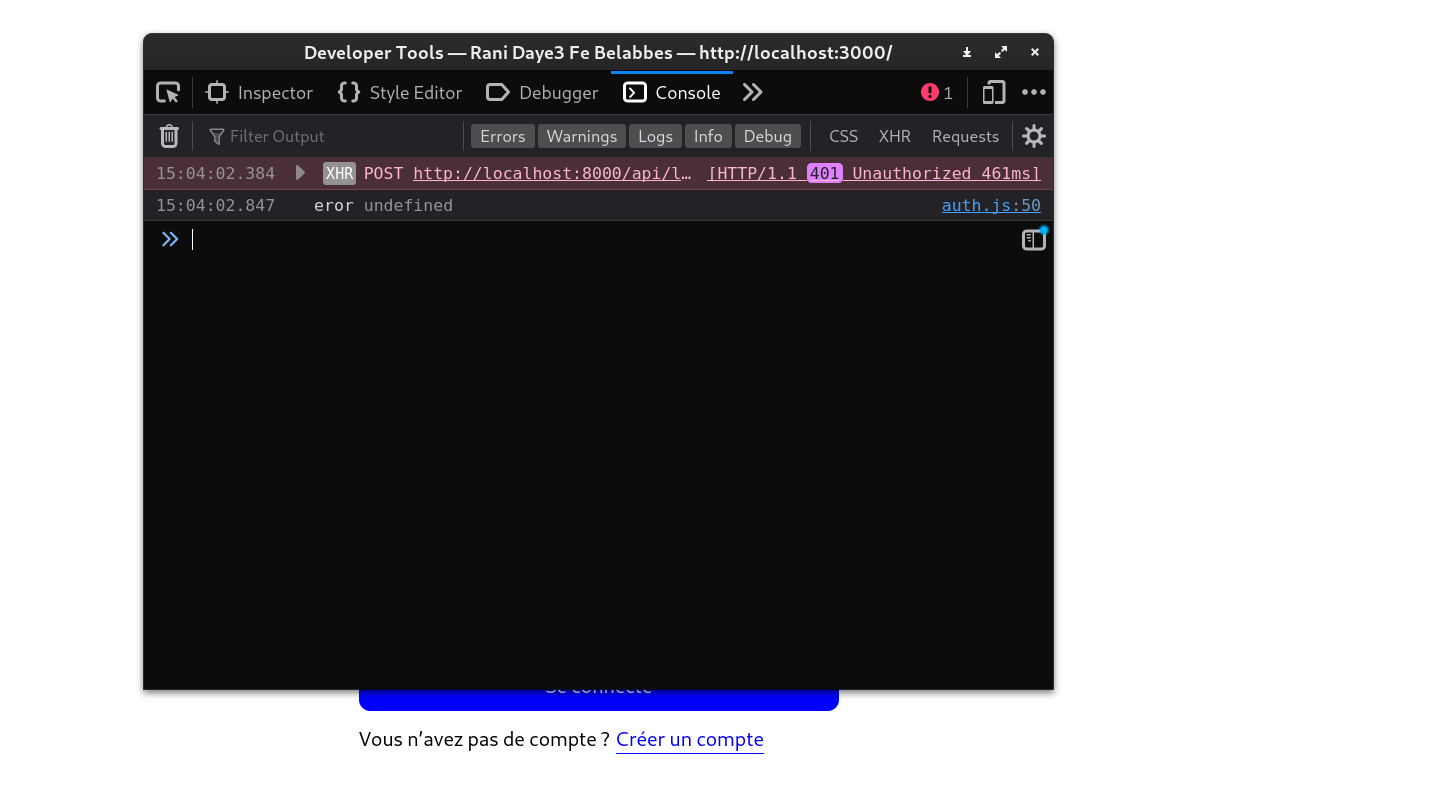 Developer Tools — Rani Daye3 Fe Belabbes — http://localhost:3000/
Inspector Style Editor Debugger Console 1
Filter Output Errors Warnings Logs Info Debug CSS XHR Requests
15:04:02.384 XHR POST http://localhost:8000/api/l… [HTTP/1.1 401 Unauthorized 461ms]
15:04:02.847 eror undefined auth.js:50
Se connecte
Vous n’avez pas de compte ? Créer un compte